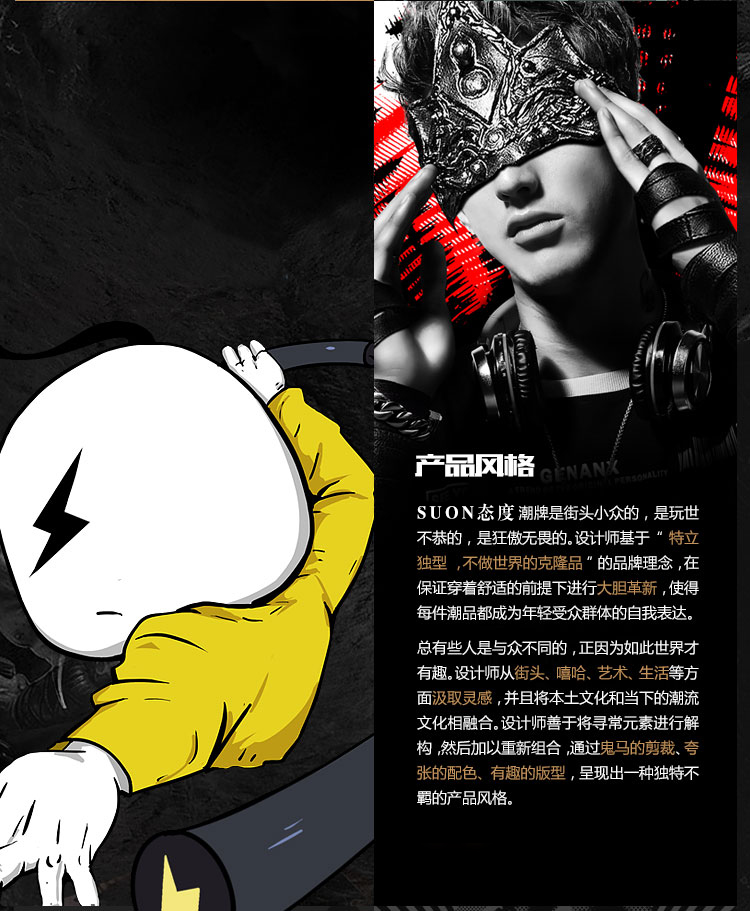 GENANX
PERSONALITY
产品风格
SUON态度潮牌是街头小众的，是玩世
不恭的，是狂傲无畏的。设计师基于“特立
独型，不做世界的克隆品”的品牌理念，在
保证穿着舒适的前提下进行大胆革新，使得
每件潮品都成为年轻受众群体的自我表达。
总有些人是与众不同的，正因为如此世界才
有趣。设计师从街头、嘻哈、艺术、生活等方
面汲取灵感，并且将本土文化和当下的潮流
文化相融合。设计师善于将寻常元素进行解
构，然后加以重新组合，通过鬼马的剪裁、夸
张的配色、有趣的版型，呈现出一种独特不
羁的产品风格。